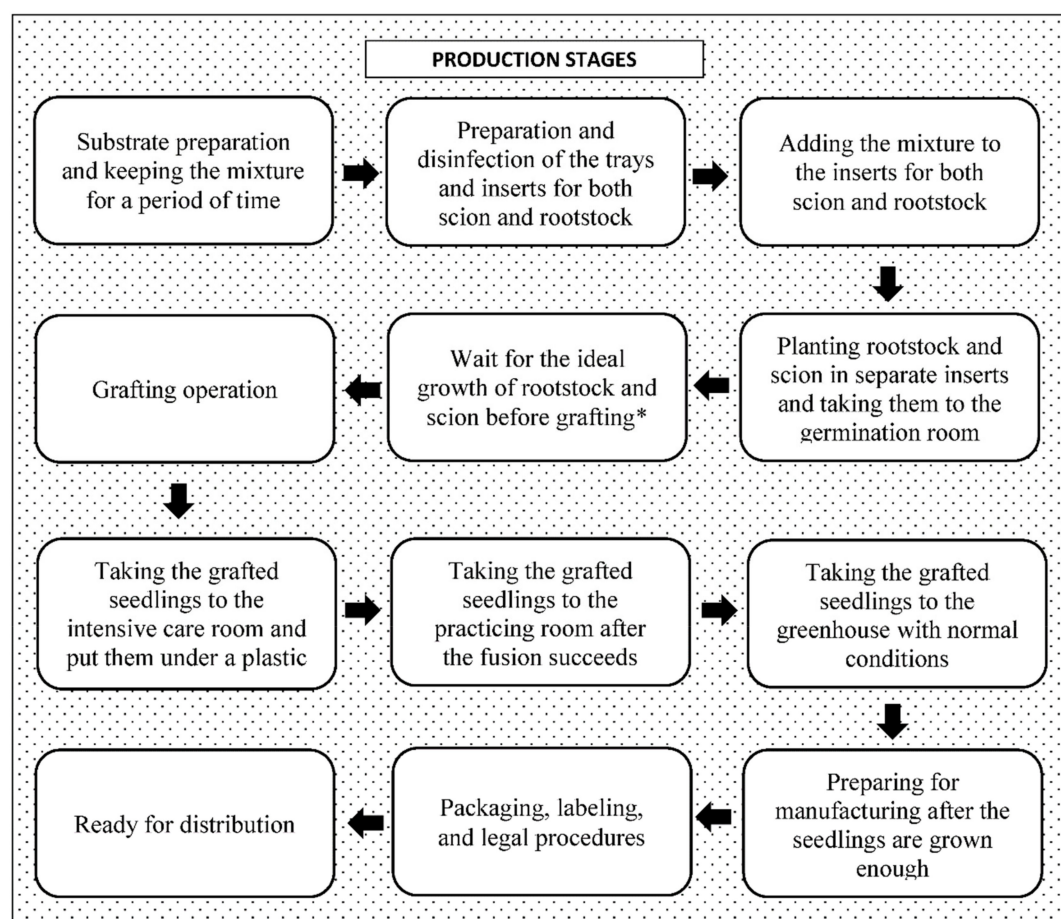 PRODUCTION STAGES
Substrate preparation
and keeping the mixture
for a period of time
Preparation and
disinfection of the trays
and inserts for both
scion and rootstock
Adding the mixture to
the inserts for both
scion and rootstock
Planting rootstock and
scion in separate inserts
and taking them to the
germination room
Wait for the ideal
growth of rootstock and
scion before grafting*
Grafting operation
Taking the grafted
seedlings to the
intensive care room and
put them under a plastic
Taking the grafted
seedlings to the
practicing room after
the fusion succeeds
Taking the grafted
seedlings to the
greenhouse with normal
conditions
Preparing for
manufacturing after the
seedlings are grown
enough
Packaging, labeling,
and legal procedures
Ready for distribution